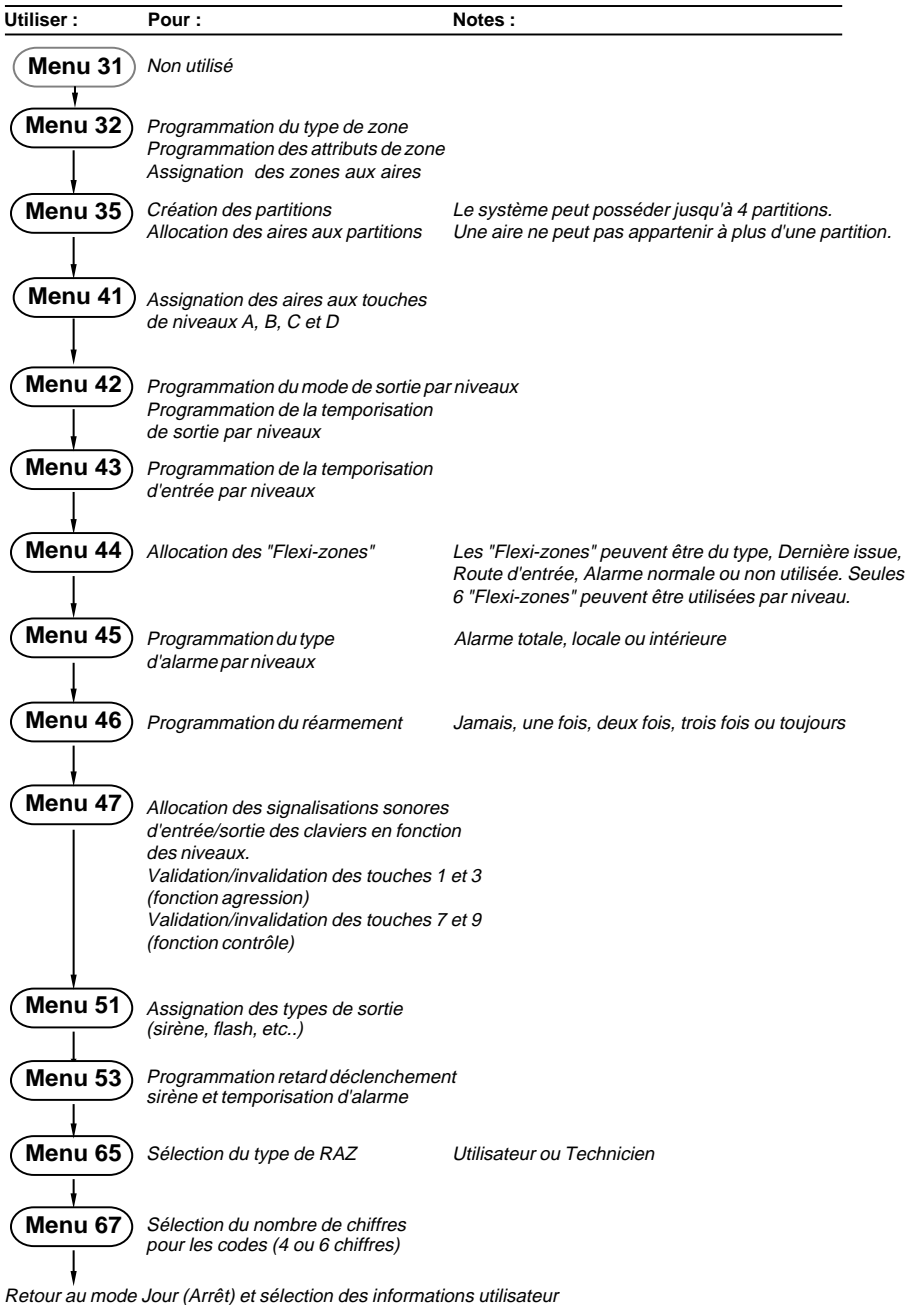 Utiliser : Pour : Notes :
Menu 31 Non utilisé
Menu 32 Programmation du type de zone
Programmation des attributs de zone
Assignation des zones aux aires
Menu 35 Création des partitions Le système peut posséder jusqu'à 4 partitions.
Allocation des aires aux partitions Une aire ne peut pas appartenir à plus d'une partition.
Menu 41 Assignation des aires aux touches
de niveaux A, B, C et D
Menu 42 Programmation du mode de sortie par niveaux
Programmation de la temporisation
de sortie par niveaux
Menu 43 Programmation de la temporisation
d'entrée par niveaux
Menu 44 Allocation des "Flexi-zones" Les "Flexi-zones" peuvent être du type, Dernière issue,
Route d'entrée, Alarme normale ou non utilisée. Seules
6 "Flexi-zones" peuvent être utilisées par niveau.
Menu 45 Programmation du type Alarme totale, locale ou intérieure
d'alarme par niveaux
Menu 46 Programmation du réarmement Jamais, une fois, deux fois, trois fois ou toujours
Menu 47 Allocation des signalisations sonores
d'entrée/sortie des claviers en fonction
des niveaux.
Validation/invalidation des touches 1 et 3
(fonction agression)
Validation/invalidation des touches 7 et 9
(fonction contrôle)
Menu 51 Assignation des types de sortie
(sirène, flash, etc..)
Menu 53 Programmation retard déclenchement
sirène et temporisation d'alarme
Menu 65 Sélection du type de RAZ Utilisateur ou Technicien
Menu 67 Sélection du nombre de chiffres
pour les codes (4 ou 6 chiffres)
Retour au mode Jour (Arrêt) et sélection des informations utilisateur